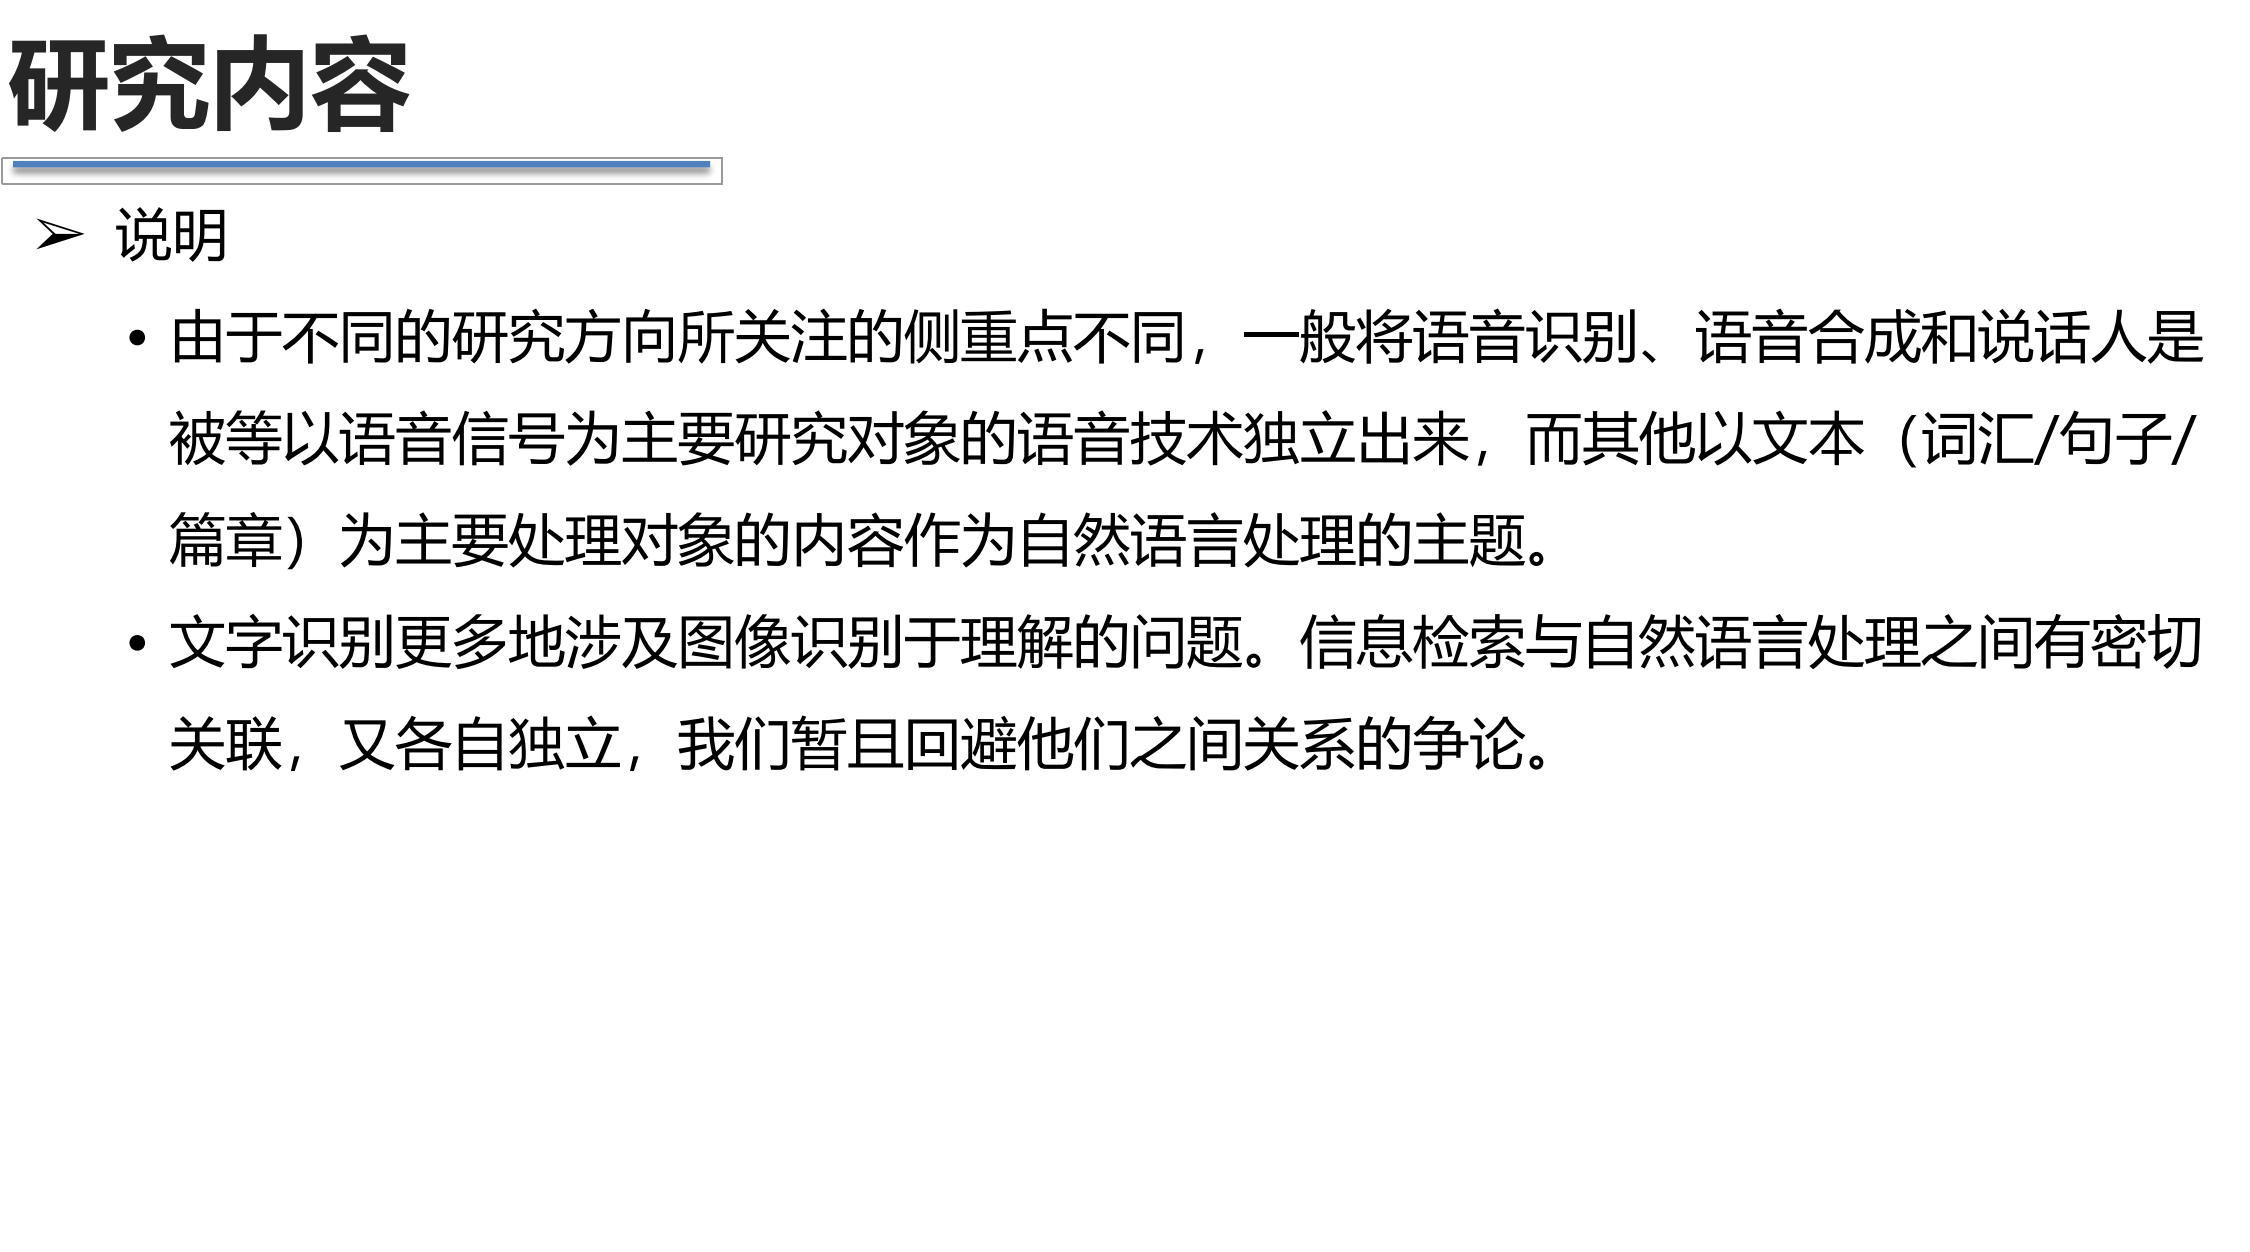 研究内容
➢ 说明
• 由于不同的研究方向所关注的侧重点不同，一般将语音识别、语音合成和说话人是
被等以语音信号为主要研究对象的语音技术独立出来，而其他以文本（词汇/句子/
篇章）为主要处理对象的内容作为自然语言处理的主题。
• 文字识别更多地涉及图像识别于理解的问题。信息检索与自然语言处理之间有密切
关联，又各自独立，我们暂且回避他们之间关系的争论。